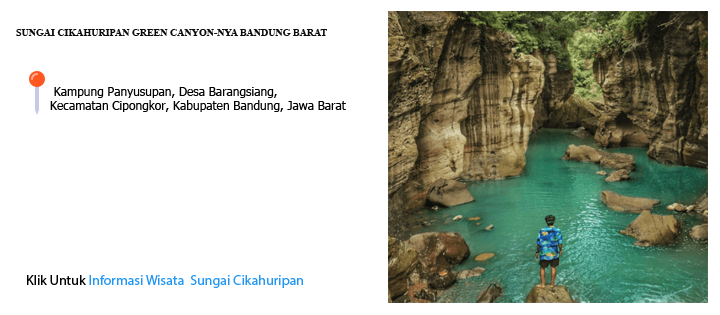 SUNGAI CIKAHURIPAN GREEN CANYON-NYA BANDUNG BARAT
Kampung Panyusupan, Desa Barangsiang,
Kecamatan Cipongkor, Kabupaten Bandung, Jawa Barat
Klik Untuk Informasi Wisata Sungai Cikahuripan